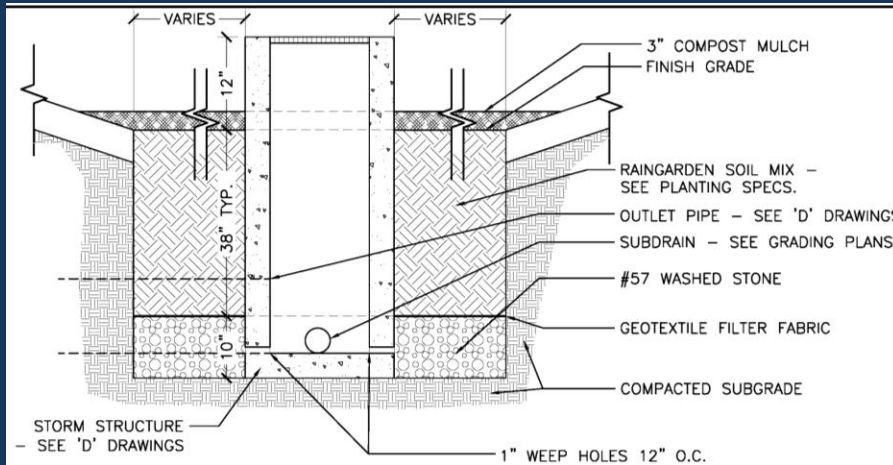 VARIES
VARIES
12"
3" COMPOST MULCH
FINISH GRADE
38" TYP.
RAINGARDEN SOIL MIX –
SEE PLANTING SPECS.
OUTLET PIPE – SEE 'D' DRAWINGS
SUBDRAIN – SEE GRADING PLANS
#57 WASHED STONE
GEOTEXTILE FILTER FABRIC
10"
COMPACTED SUBGRADE
STORM STRUCTURE
– SEE 'D' DRAWINGS
1" WEEP HOLES 12" O.C.